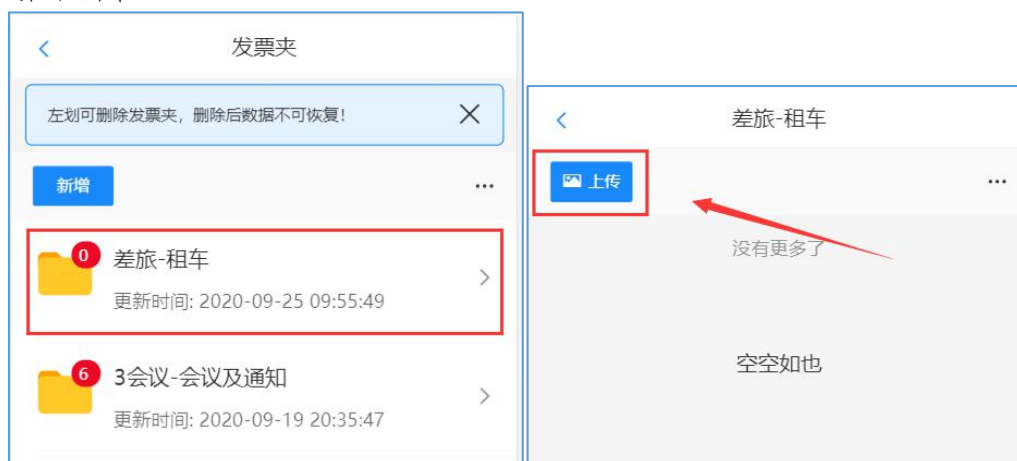 发票夹
左划可删除发票夹，删除后数据不可恢复！
新增
0
差旅-租车
更新时间: 2020-09-25 09:55:49
6
3会议-会议及通知
更新时间: 2020-09-19 20:35:47
差旅-租车
上传
没有更多了
空空如也